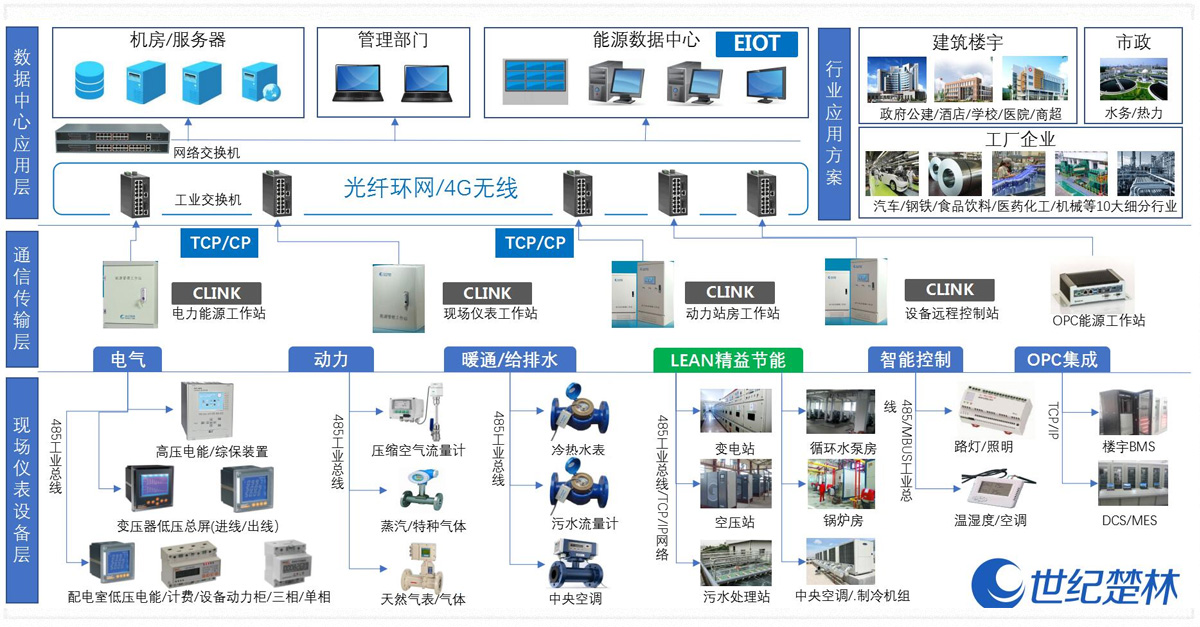 数据中心应用层
机房/服务器
管理部门
能源数据中心
EIOT
网络交换机
工业交换机
光纤环网/4G无线
行业应用方案
建筑楼宇
政府公建/酒店/学校/医院/商超
市政
水务/热力
工厂企业
汽车/钢铁/食品饮料/医药化工/机械等10大细分行业
通信传输层
TCP/CP
TCP/CP
CLINK
电力能源工作站
CLINK
现场仪表工作站
CLINK
动力站房工作站
CLINK
设备远程控制站
OPC能源工作站
现场仪表设备层
电气
动力
暖通/给排水
LEAN精益节能
智能控制
OPC集成
485工业总线
高压电能/综保装置
变压器低压总屏(进线/出线)
配电室低压电能/计费/设备动力柜/三相/单相
485工业总线
压缩空气流量计
蒸汽/特种气体
天然气表/气体
485工业总线
冷热水表
污水流量计
中央空调
485工业总线/TCP/IP网络
变电站
循环水泵房
空压站
锅炉房
污水处理站
中央空调/.制冷机组
485/MBUS工业总线
路灯/照明
温湿度/空调
TCP/IP
楼宇BMS
DCS/MES
世纪楚林